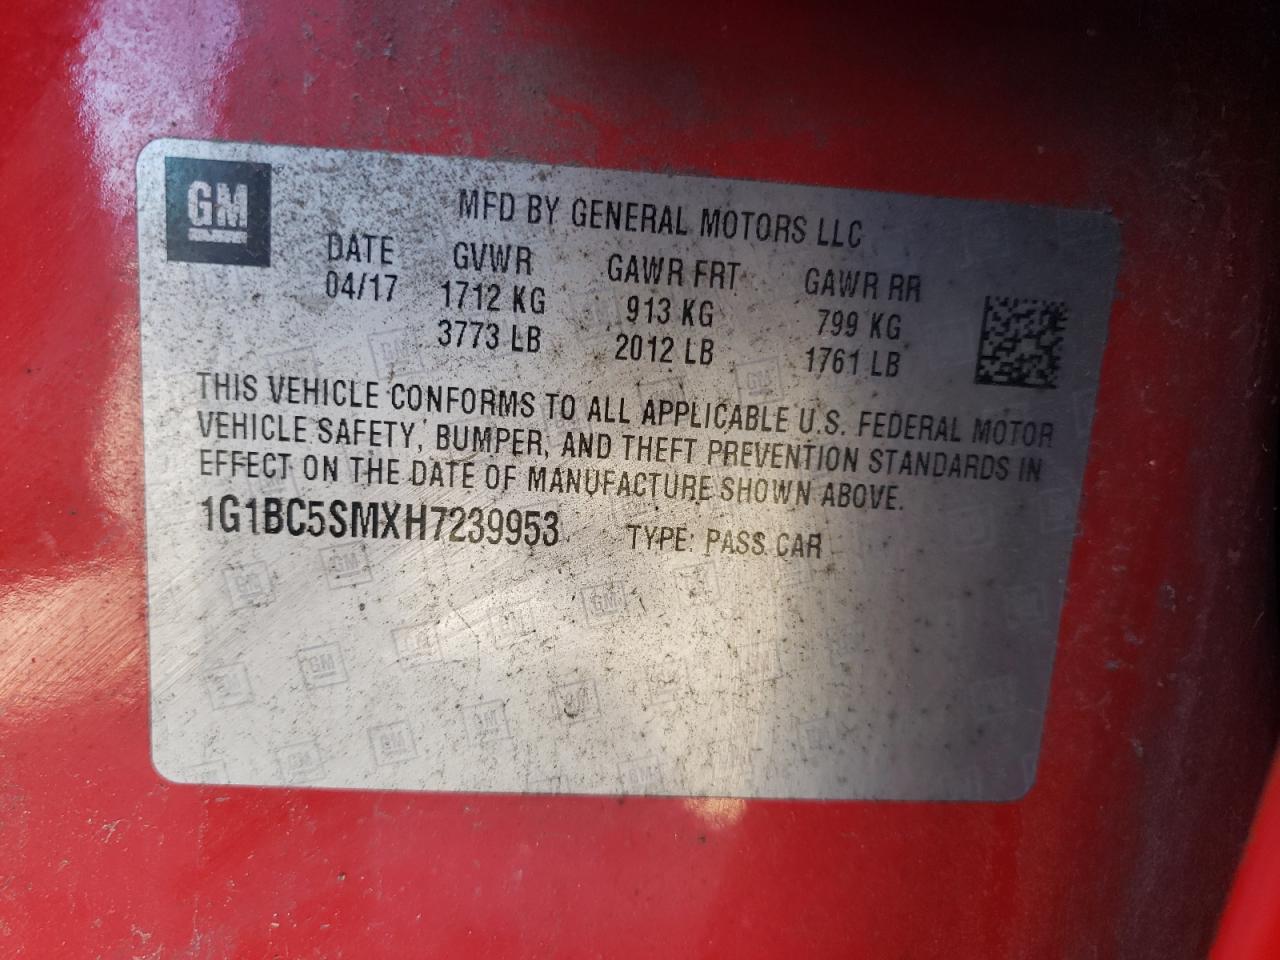 GM
MFD BY GENERAL MOTORS LLC
DATE GVWR GAWR FRT GAWR RR
04/17 1712 KG 913 KG 799 KG
3773 LB 2012 LB 1761 LB
THIS VEHICLE CONFORMS TO ALL APPLICABLE U.S. FEDERAL MOTOR
VEHICLE SAFETY, BUMPER, AND THEFT PREVENTION STANDARDS IN
EFFECT ON THE DATE OF MANUFACTURE SHOWN ABOVE.
1G1BC5SMXH7239953 TYPE: PASS CAR